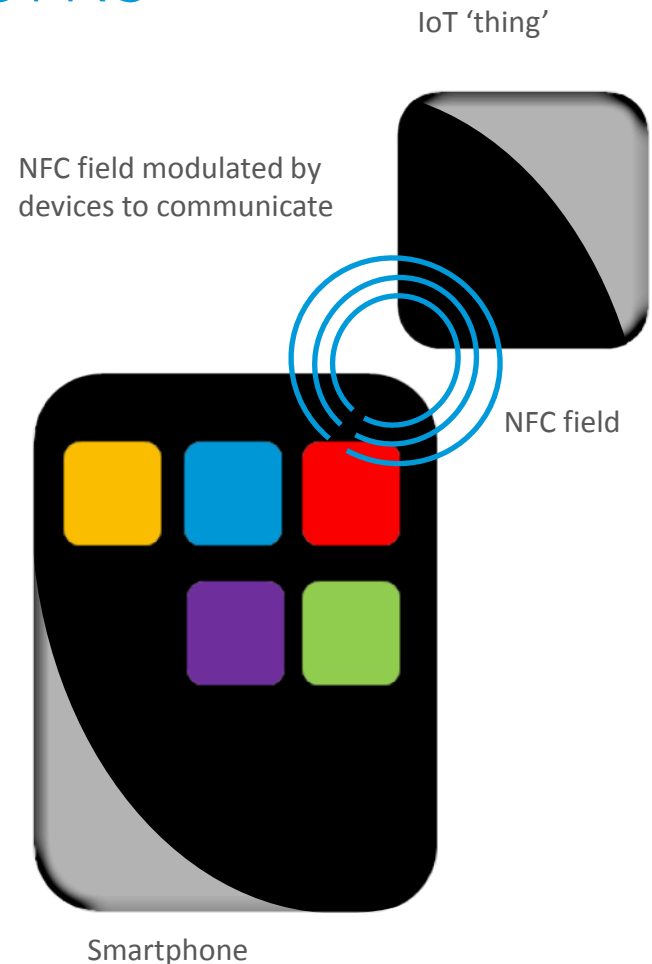 IoT ‘thing’
NFC field modulated by
devices to communicate
NFC field
Smartphone